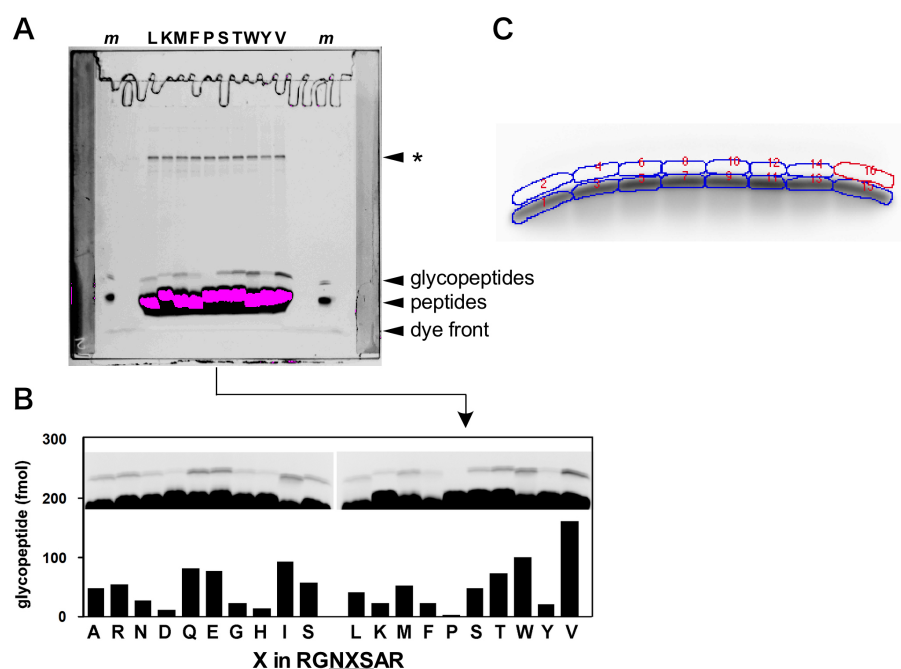 A
m L K M F P S T W Y V m
*
glycopeptides
peptides
dye front
C
2 4 6 8 10 12 14 16
1 3 5 7 9 11 13 15
B
glycopeptide (fmol)
300
200
100
0
A R N D Q E G H I S L K M F P S T W Y V
X in RGNXSAR